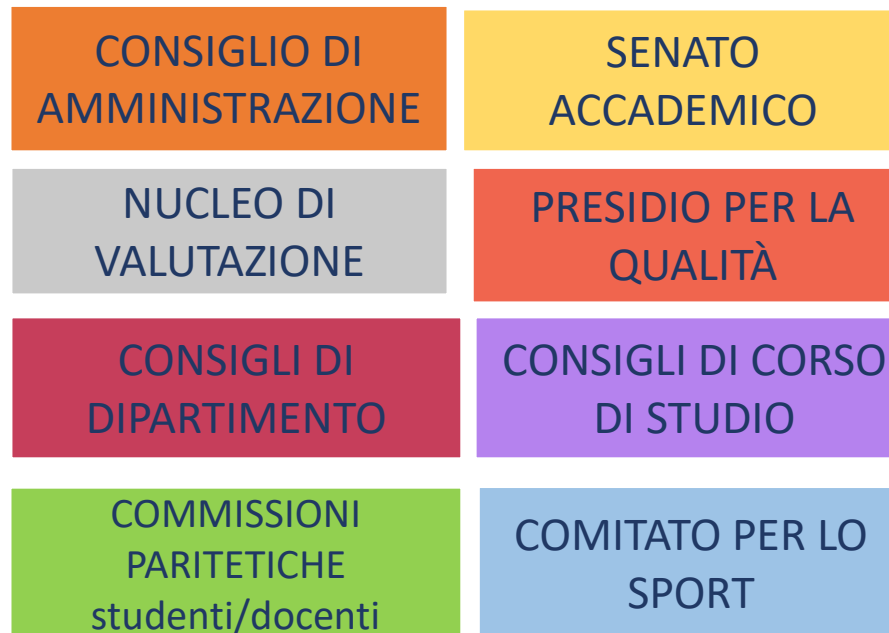 CONSIGLIO DI
AMMINISTRAZIONE
SENATO
ACCADEMICO
NUCLEO DI
VALUTAZIONE
PRESIDIO PER LA
QUALITÀ
CONSIGLI DI
DIPARTIMENTO
CONSIGLI DI CORSO
DI STUDIO
COMMISSIONI
PARITETICHE
studenti/docenti
COMITATO PER LO
SPORT